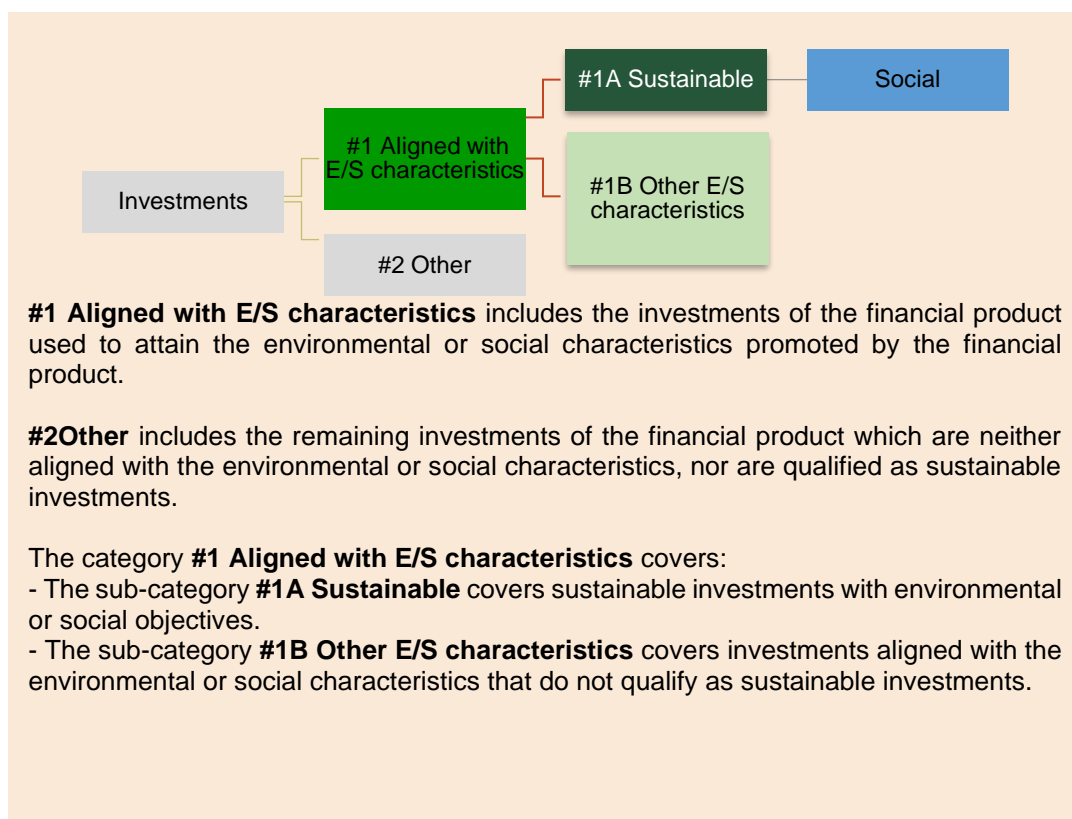 #1A Sustainable
Social
#1 Aligned with
E/S characteristics
#1B Other E/S
characteristics
Investments
#2 Other
#1 Aligned with E/S characteristics includes the investments of the financial product
used to attain the environmental or social characteristics promoted by the financial
product.
#2Other includes the remaining investments of the financial product which are neither
aligned with the environmental or social characteristics, nor are qualified as sustainable
investments.
The category #1 Aligned with E/S characteristics covers:
- The sub-category #1A Sustainable covers sustainable investments with environmental
or social objectives.
- The sub-category #1B Other E/S characteristics covers investments aligned with the
environmental or social characteristics that do not qualify as sustainable investments.